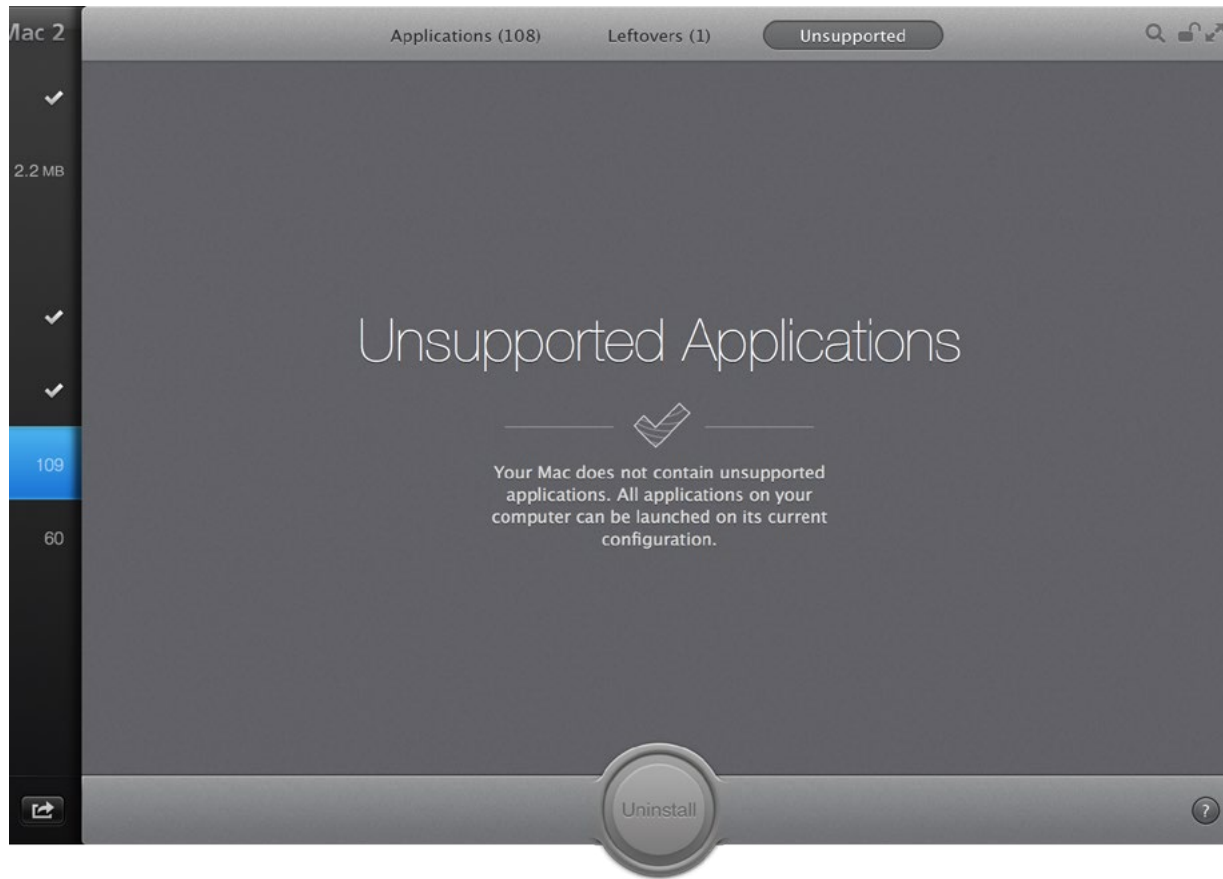 Mac 2
Applications (108)
Leftovers (1)
Unsupported
2.2 MB
109
60
Unsupported Applications
Your Mac does not contain unsupported
applications. All applications on your
computer can be launched on its current
configuration.
Uninstall
?